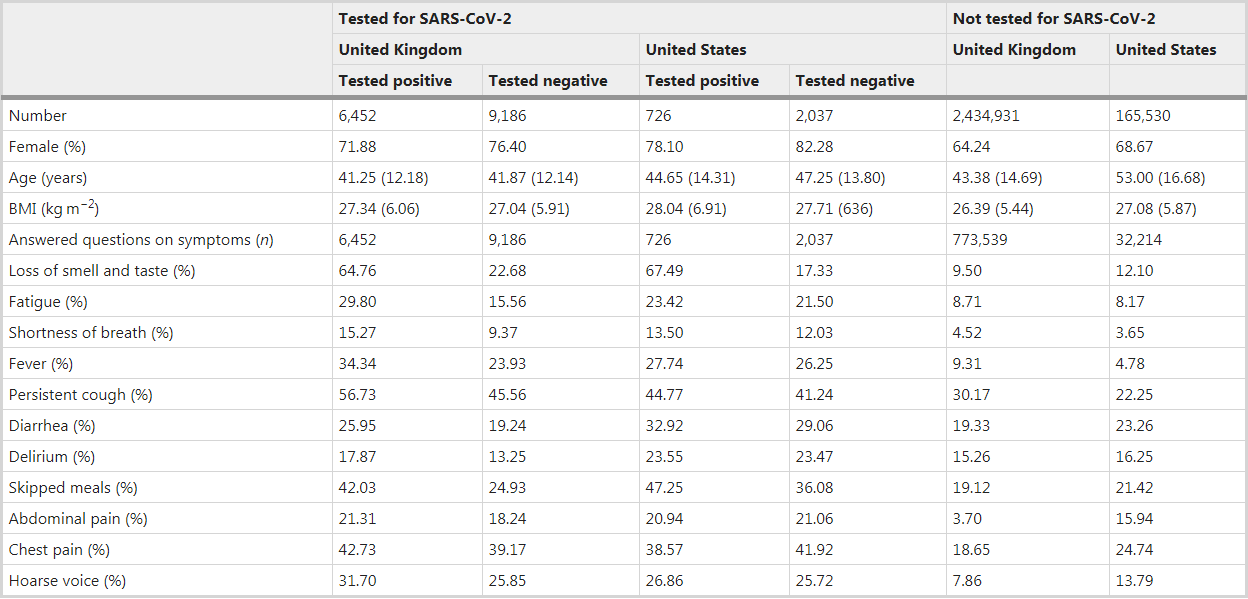 Tested for SARS-CoV-2 Not tested for SARS-CoV-2
United Kingdom United States United Kingdom United States
Tested positive Tested negative Tested positive Tested negative
Number 6,452 9,186 726 2,037 2,434,931 165,530
Female (%) 71.88 76.40 78.10 82.28 64.24 68.67
Age (years) 41.25 (12.18) 41.87 (12.14) 44.65 (14.31) 47.25 (13.80) 43.38 (14.69) 53.00 (16.68)
BMI (kg m−2) 27.34 (6.06) 27.04 (5.91) 28.04 (6.91) 27.71 (636) 26.39 (5.44) 27.08 (5.87)
Answered questions on symptoms (n) 6,452 9,186 726 2,037 773,539 32,214
Loss of smell and taste (%) 64.76 22.68 67.49 17.33 9.50 12.10
Fatigue (%) 29.80 15.56 23.42 21.50 8.71 8.17
Shortness of breath (%) 15.27 9.37 13.50 12.03 4.52 3.65
Fever (%) 34.34 23.93 27.74 26.25 9.31 4.78
Persistent cough (%) 56.73 45.56 44.77 41.24 30.17 22.25
Diarrhea (%) 25.95 19.24 32.92 29.06 19.33 23.26
Delirium (%) 17.87 13.25 23.55 23.47 15.26 16.25
Skipped meals (%) 42.03 24.93 47.25 36.08 19.12 21.42
Abdominal pain (%) 21.31 18.24 20.94 21.06 3.70 15.94
Chest pain (%) 42.73 39.17 38.57 41.92 18.65 24.74
Hoarse voice (%) 31.70 25.85 26.86 25.72 7.86 13.79